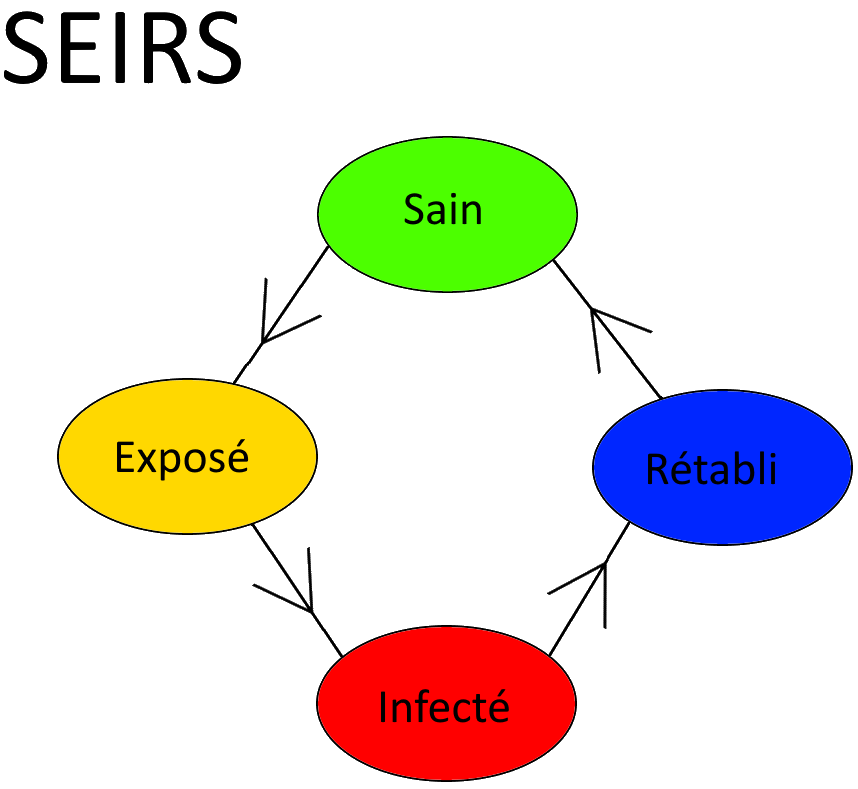 SEIRS
Sain
Exposé
Rétabli
Infecté